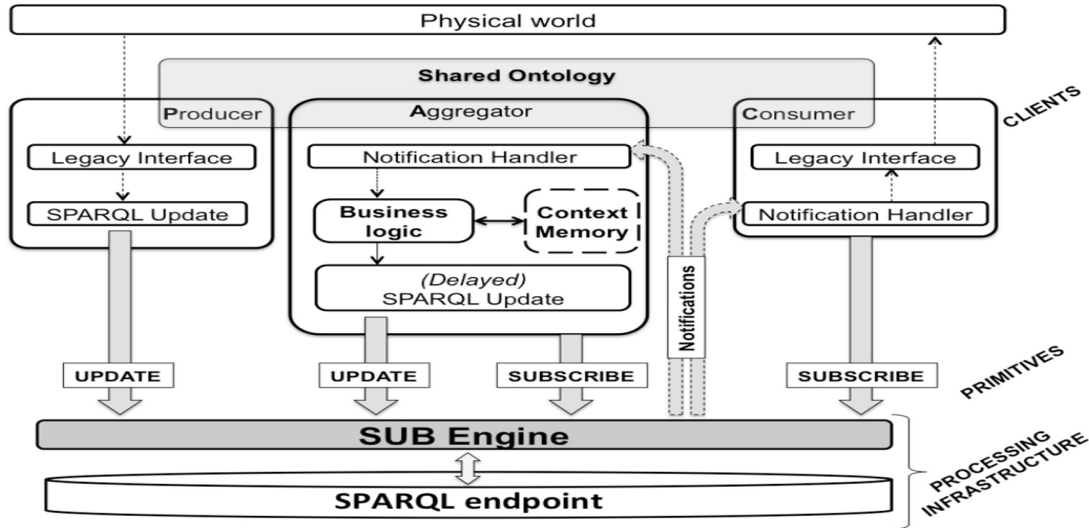 Physical world
Shared Ontology
Producer
Aggregator
Consumer
CLIENTS
Legacy Interface
SPARQL Update
Notification Handler
Business
logic
Context
Memory
(Delayed)
SPARQL Update
Legacy Interface
Notification Handler
Notifications
UPDATE
UPDATE
SUBSCRIBE
SUBSCRIBE
PRIMITIVES
SUB Engine
SPARQL endpoint
PROCESSING
INFRASTRUCTURE